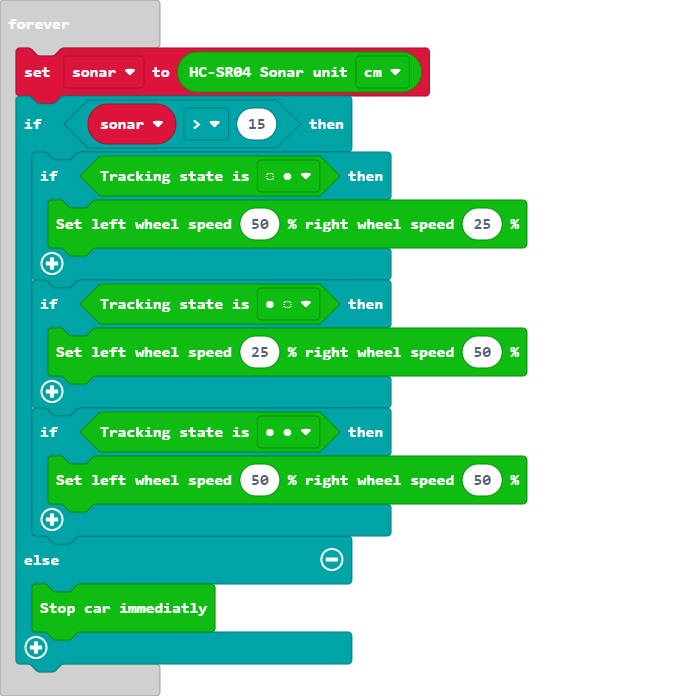 forever
set sonar to HC-SR04 Sonar unit cm
if sonar > 15 then
if Tracking state is ◌ ● then
Set left wheel speed 50 % right wheel speed 25 %
if Tracking state is ● ◌ then
Set left wheel speed 25 % right wheel speed 50 %
if Tracking state is ● ● then
Set left wheel speed 50 % right wheel speed 50 %
else
Stop car immediatly